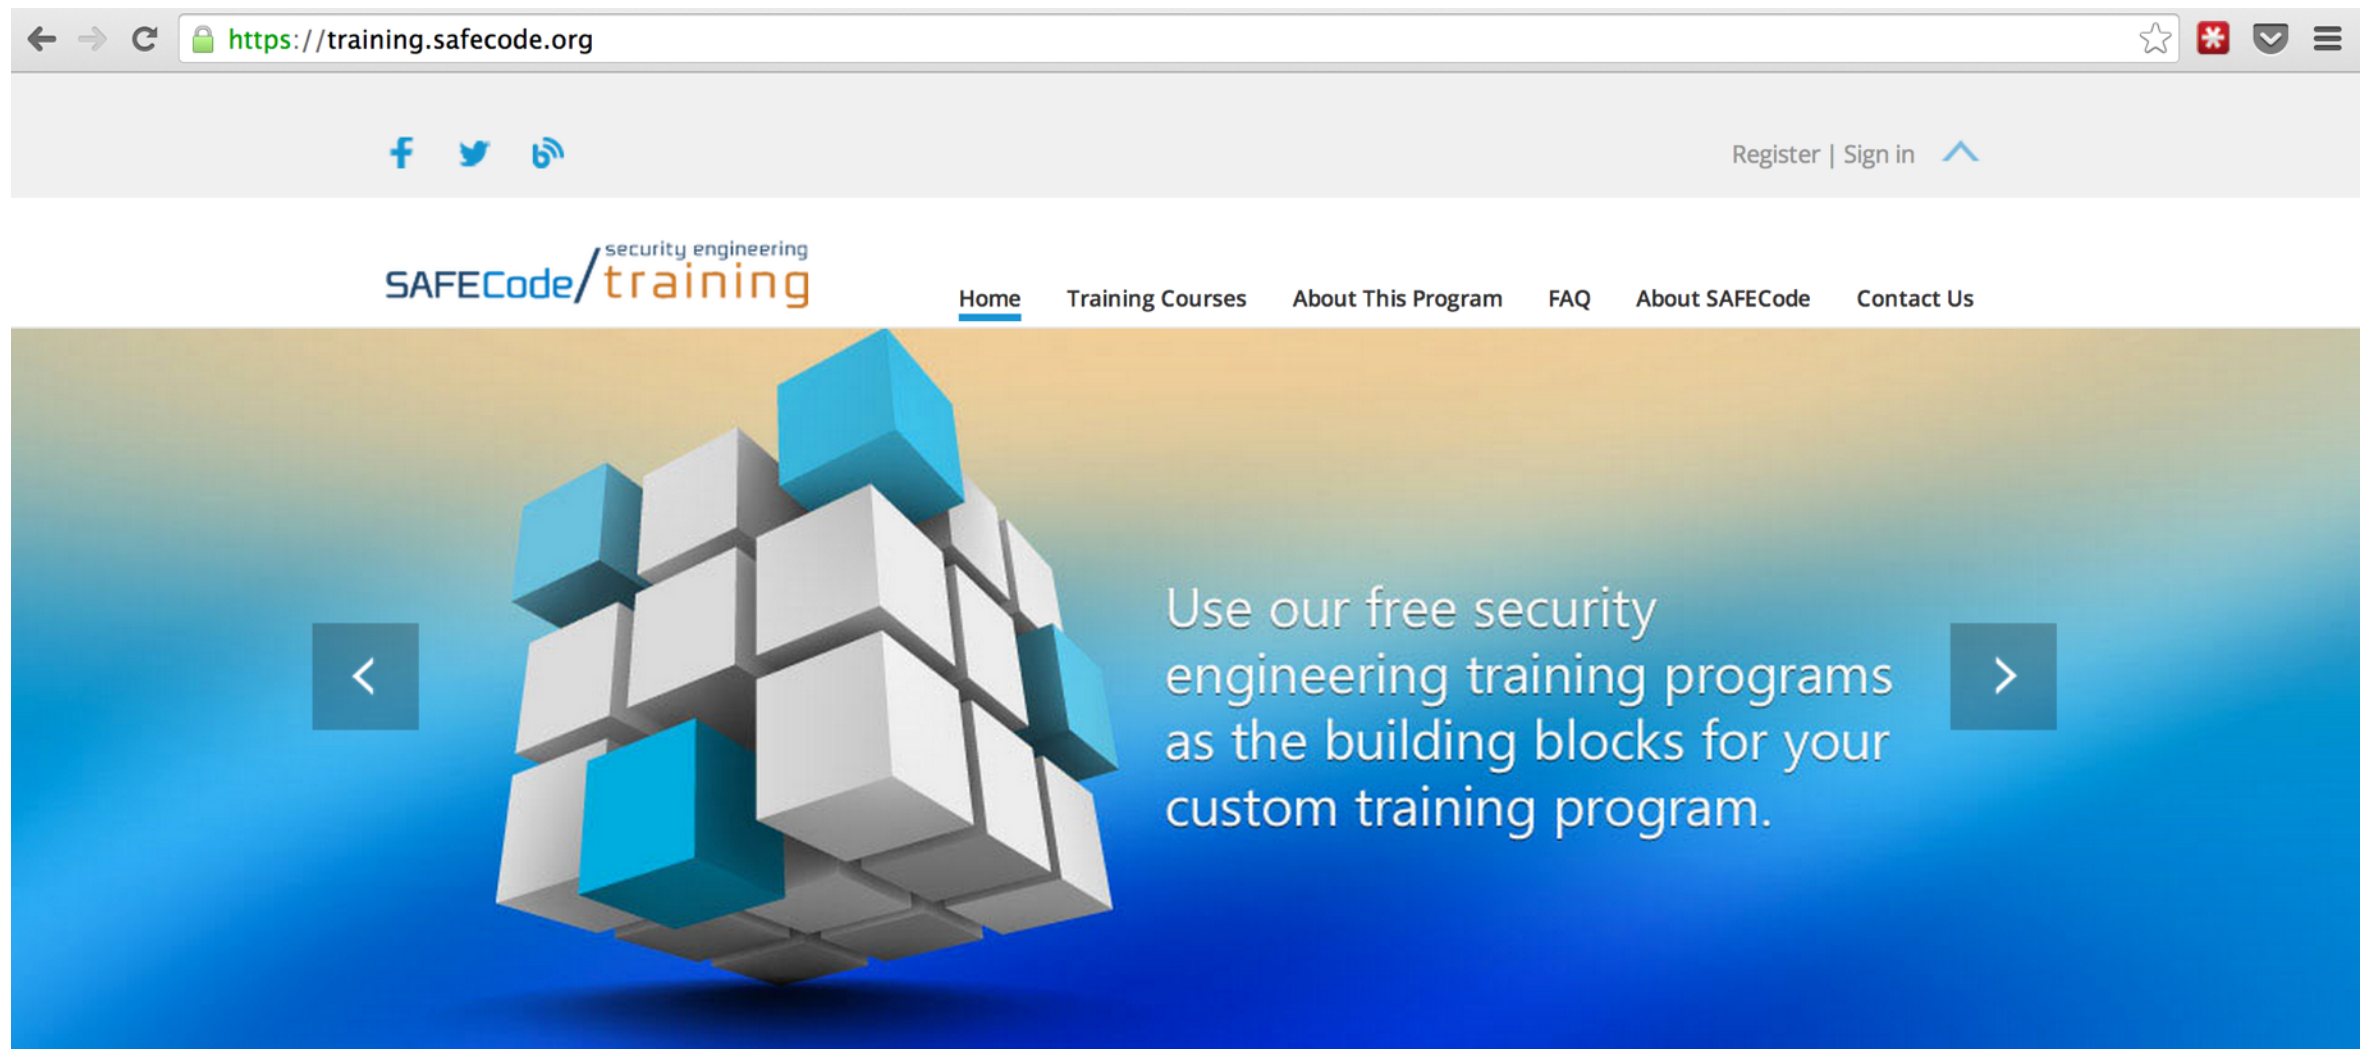 https://training.safecode.org
Register | Sign in
SAFECode/security engineering training
Home Training Courses About This Program FAQ About SAFECode Contact Us
Use our free security
engineering training programs
as the building blocks for your
custom training program.